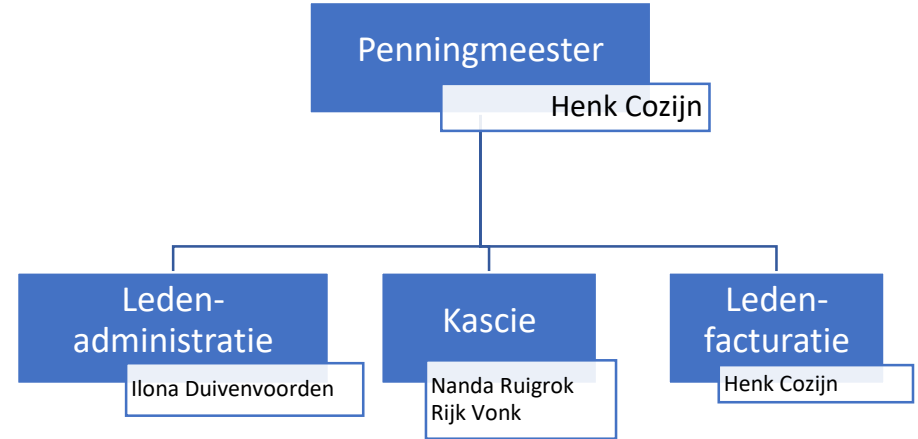 Penningmeester
Henk Cozijn
Leden-
administratie
Ilona Duivenvoorden
Kascie
Nanda Ruigrok
Rijk Vonk
Leden-
facturatie
Henk Cozijn